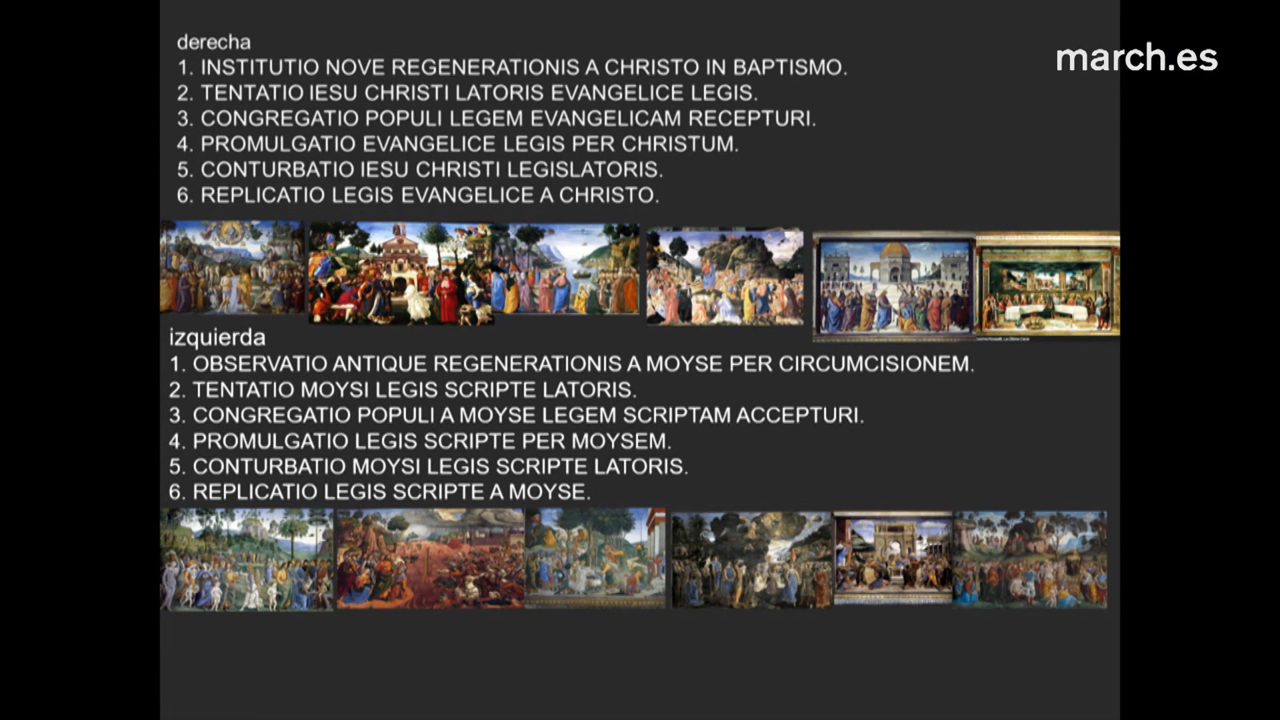 derecha
march.es
1. INSTITUTIO NOVE REGENERATIONIS A CHRISTO IN BAPTISMO.
2. TENTATIO IESU CHRISTI LATORIS EVANGELICE LEGIS.
3. CONGREGATIO POPULI LEGEM EVANGELICAM RECEPTURI.
4. PROMULGATIO EVANGELICE LEGIS PER CHRISTUM.
5. CONTURBATIO IESU CHRISTI LEGISLATORIS.
6. REPLICATIO LEGIS EVANGELICE A CHRISTO.
izquierda
1. OBSERVATIO ANTIQUE REGENERATIONIS A MOYSE PER CIRCUMCISIONEM.
2. TENTATIO MOYSI LEGIS SCRIPTE LATORIS.
3. CONGREGATIO POPULI A MOYSE LEGEM SCRIPTAM ACCEPTURI.
4. PROMULGATIO LEGIS SCRIPTE PER MOYSEM.
5. CONTURBATIO MOYSI LEGIS SCRIPTE LATORIS.
6. REPLICATIO LEGIS SCRIPTE A MOYSE.